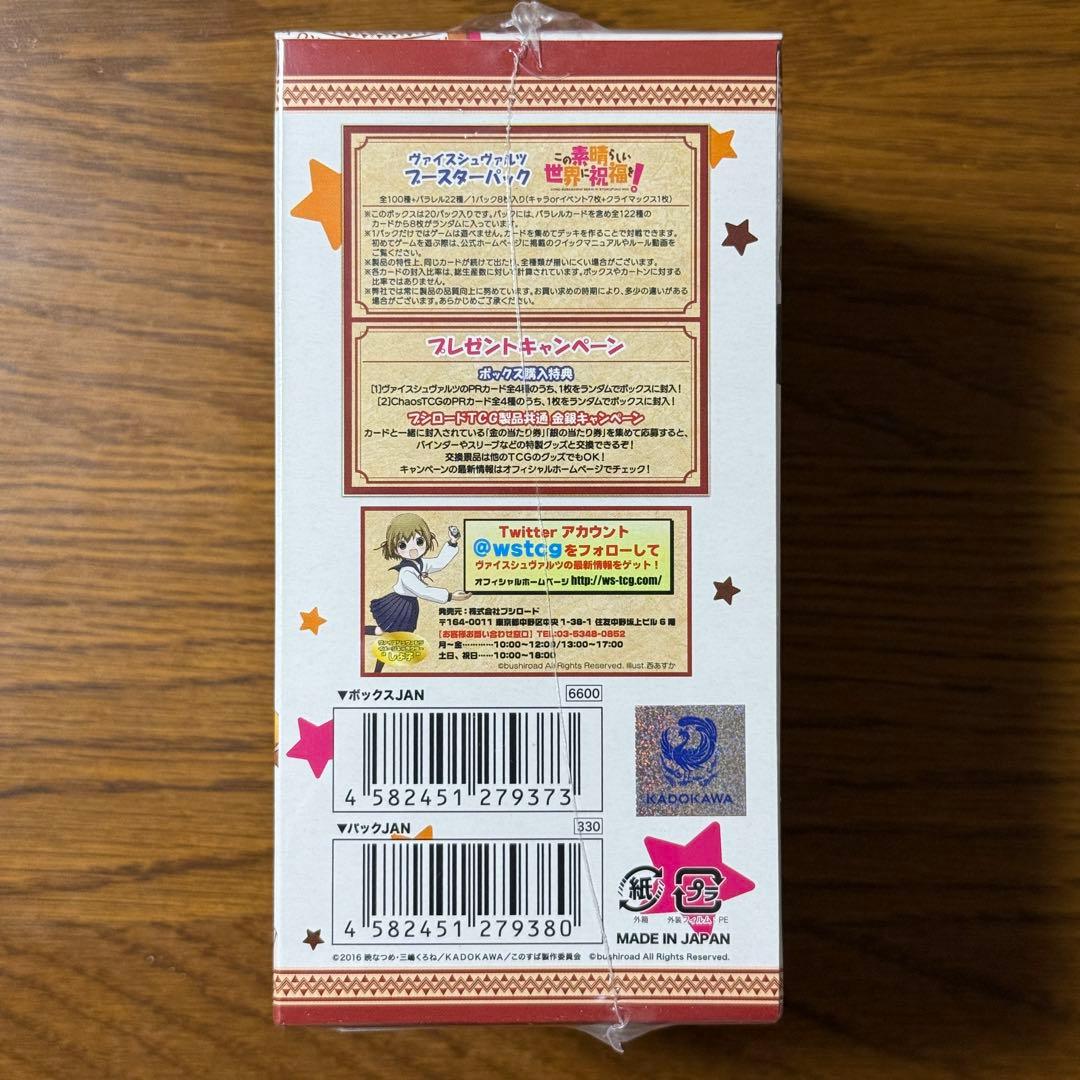 ヴァイスシュヴァルツ
ブースターパック
この素晴らしい
世界に祝福を!
KONO SUBARASHII SEKAI NI SYUKUFUKU WO!
全100種+パラレル22種/1パック8枚入り(キャラorイベント7枚+クライマックス1枚)
※このボックスは20パック入りです。パックには、パラレルカードを含め全122種の
カードから8枚がランダムに入っています。
※1パックだけではゲームは遊べません。カードを集めてデッキを作ることで対戦できます。
初めてゲームを遊ぶ際は、公式ホームページに掲載のクイックマニュアルやルール動画を
ご覧ください。
※製品の特性上、同じカードが続けて出たり、全種類が揃いにくい場合がございます。
※各カードの封入比率は、総生産数に対して計算されています。ボックスやカートンに対する
比率ではありません。
※弊社では常に製品の品質向上に努めています。お買い求めの時期により、多少の違いがある
場合がございます。あらかじめご了承ください。
プレゼントキャンペーン
ボックス購入特典
[1]ヴァイスシュヴァルツのPRカード全4種のうち、1枚をランダムでボックスに封入!
[2]ChaosTCGのPRカード全4種のうち、1枚をランダムでボックスに封入!
ブシロードTCG製品共通 金銀キャンペーン
カードと一緒に封入されている「金の当たり券」「銀の当たり券」を集めて応募すると、
バインダーやスリーブなどの特製グッズと交換できるぞ!
交換景品は他のTCGのグッズでもOK!
キャンペーンの最新情報はオフィシャルホームページでチェック!
Twitter アカウント
@wstcgをフォローして
ヴァイスシュヴァルツの最新情報をゲット!
オフィシャルホームページ http://ws-tcg.com/
発売元:株式会社ブシロード
〒164-0011 東京都中野区中央1-38-1 住友中野坂上ビル6階
【お客様お問い合わせ窓口】TEL:03-5348-0852
月~金…………10:00~12:00/13:00~17:00
土日、祝日……10:00~18:00
©bushiroad All Rights Reserved. Illust.西あすか
ヴァイスシュヴァルツ
イメージキャラクター
"しよ子"
▼ボックスJAN
6600
4 582451 279373
▼パックJAN
330
4 582451 279380
KADOKAWA
紙
外箱
プラ
外装フィルム:PE
MADE IN JAPAN
©2016 暁なつめ・三嶋くろね/KADOKAWA/このすば製作委員会 ©bushiroad All Rights Reserved.